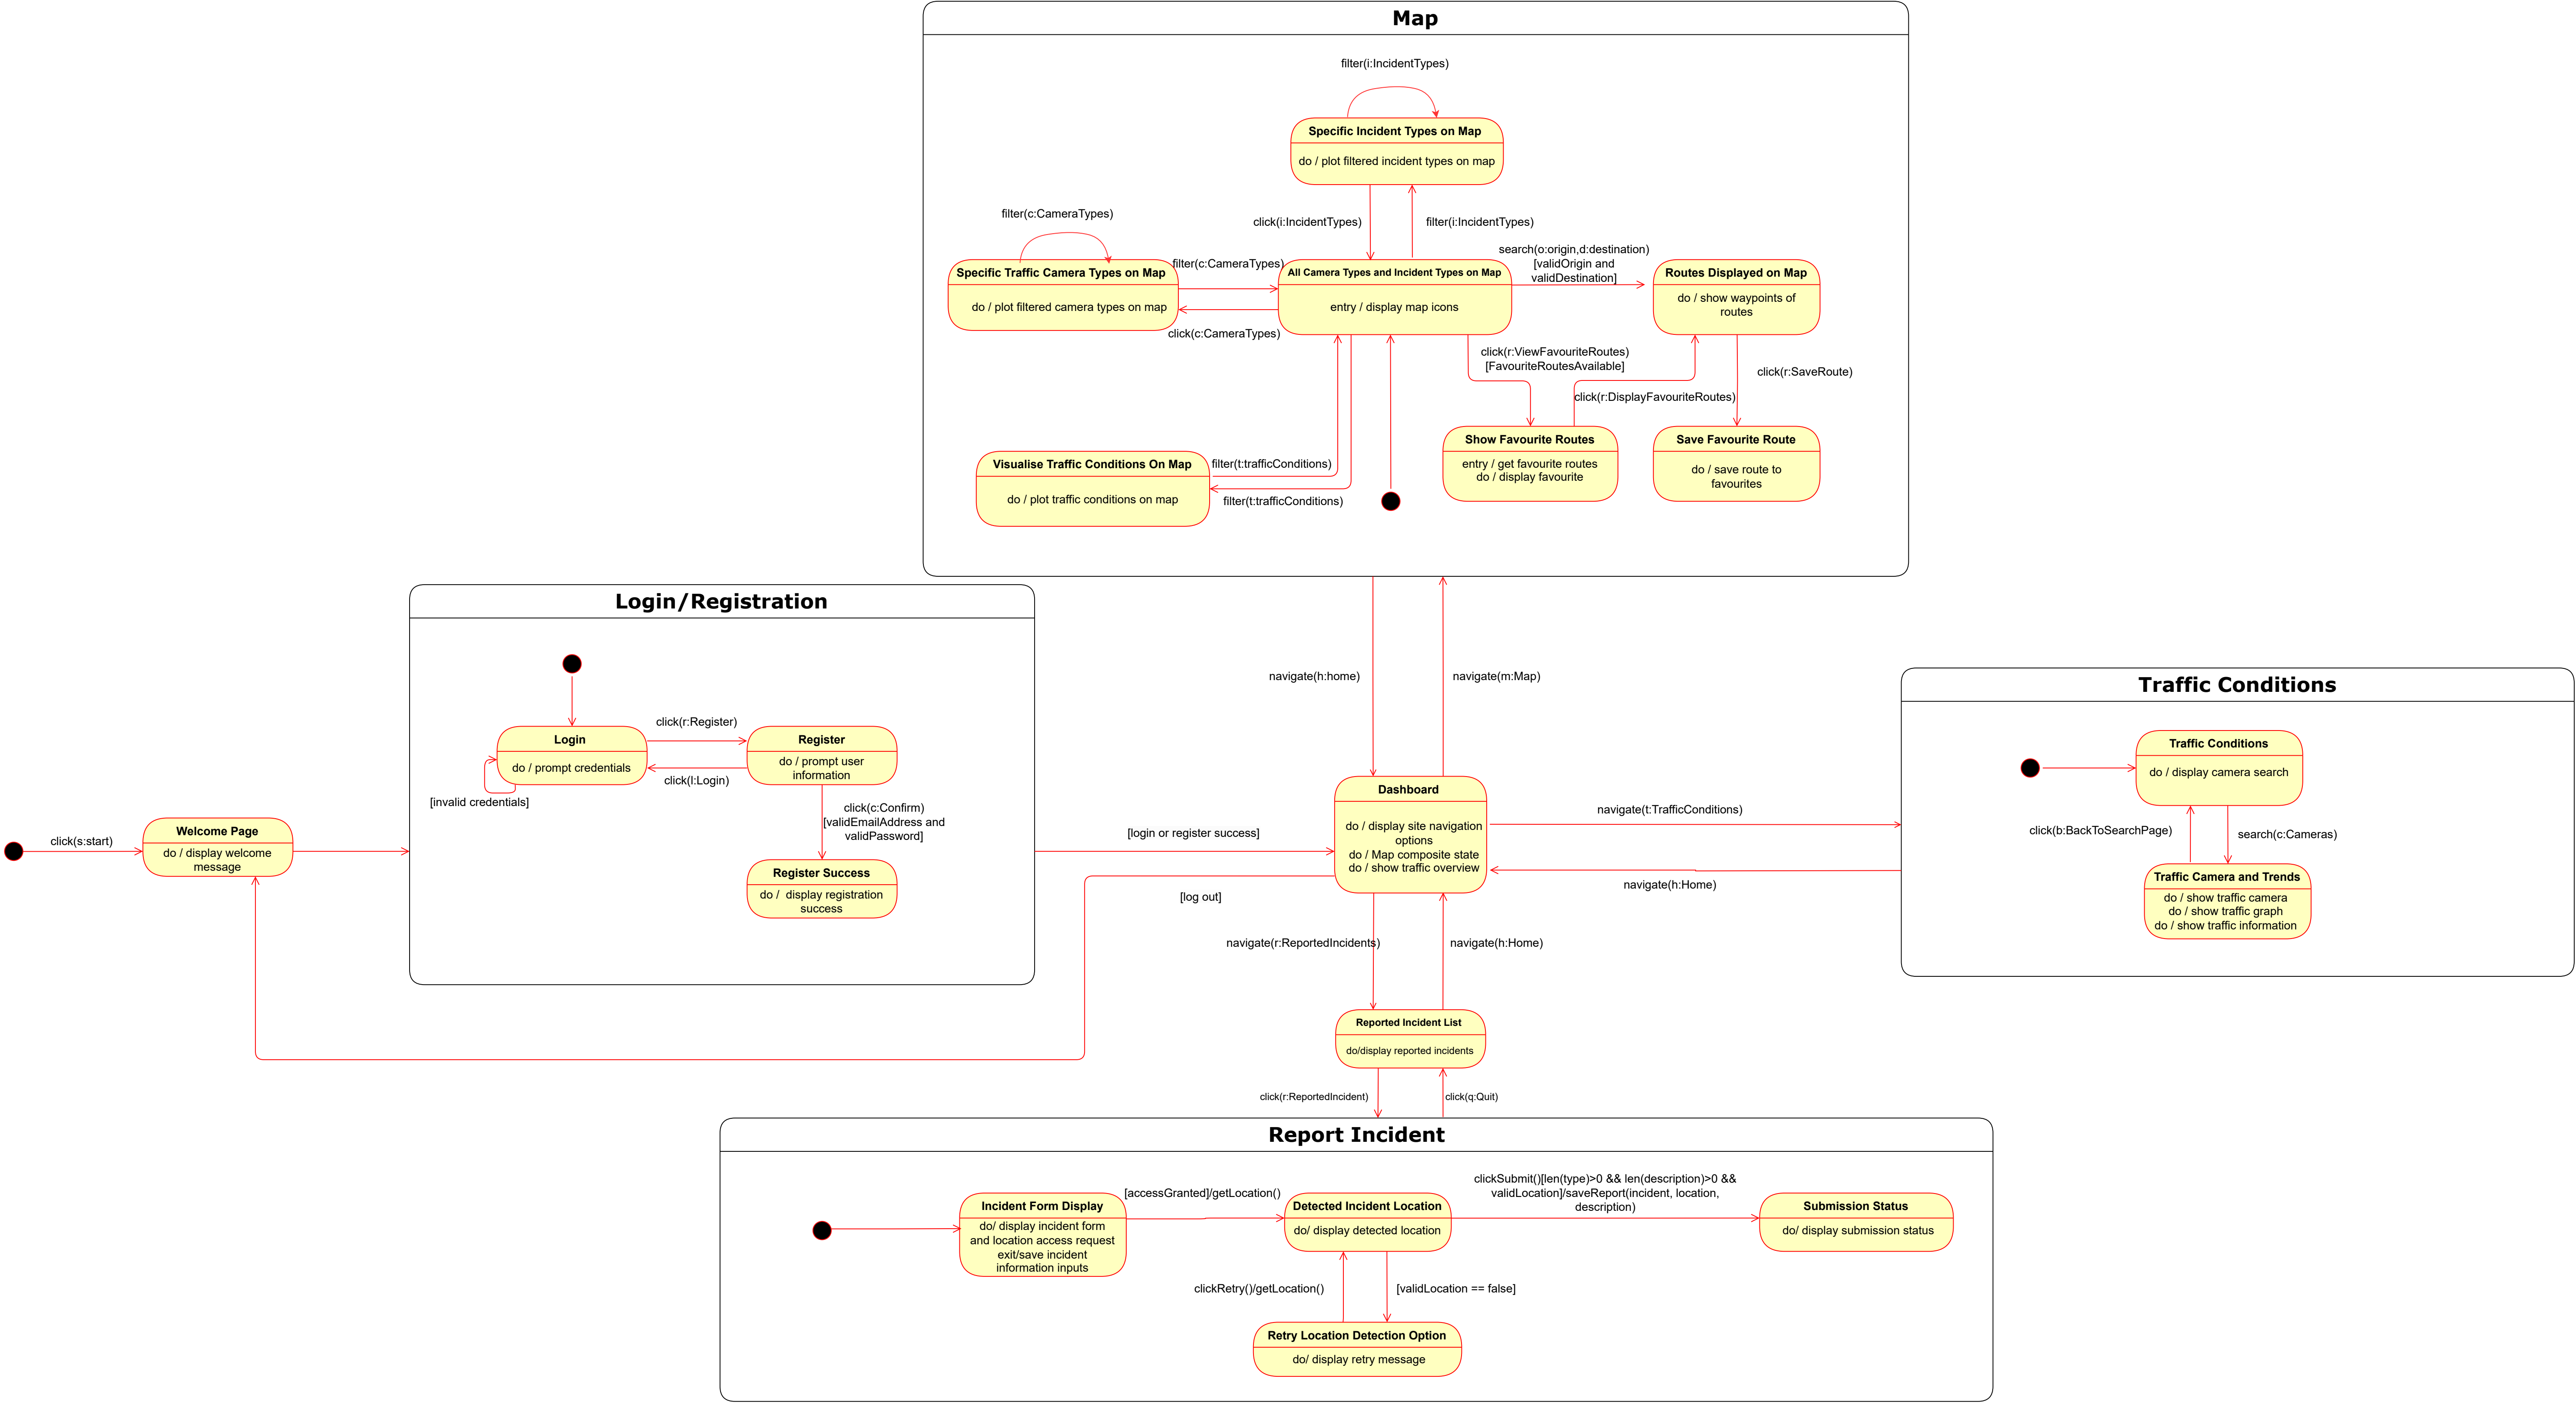 Map
filter(i:IncidentTypes)
Specific Incident Types on Map
do / plot filtered incident types on map
filter(c:CameraTypes)
click(i:IncidentTypes)
filter(i:IncidentTypes)
Specific Traffic Camera Types on Map
do / plot filtered camera types on map
filter(c:CameraTypes)
click(c:CameraTypes)
All Camera Types and Incident Types on Map
entry / display map icons
search(o:origin,d:destination)
[validOrigin and
validDestination]
Routes Displayed on Map
do / show waypoints of
routes
click(r:ViewFavouriteRoutes)
[FavouriteRoutesAvailable]
click(r:DisplayFavouriteRoutes)
click(r:SaveRoute)
Visualise Traffic Conditions On Map
do / plot traffic conditions on map
filter(t:trafficConditions)
filter(t:trafficConditions)
Show Favourite Routes
entry / get favourite routes
do / display favourite
Save Favourite Route
do / save route to
favourites
Login/Registration
Login
do / prompt credentials
[invalid credentials]
click(r:Register)
click(l:Login)
Register
do / prompt user
information
click(c:Confirm)
[validEmailAddress and
validPassword]
Register Success
do /  display registration
success
click(s:start)
Welcome Page
do / display welcome
message
navigate(h:home)
navigate(m:Map)
[login or register success]
[log out]
Dashboard
do / display site navigation
options
do / Map composite state
do / show traffic overview
navigate(t:TrafficConditions)
navigate(h:Home)
Traffic Conditions
Traffic Conditions
do / display camera search
click(b:BackToSearchPage)
search(c:Cameras)
Traffic Camera and Trends
do / show traffic camera
do / show traffic graph
do / show traffic information
navigate(r:ReportedIncidents)
navigate(h:Home)
Reported Incident List
do/display reported incidents
click(r:ReportedIncident)
click(q:Quit)
Report Incident
Incident Form Display
do/ display incident form
and location access request
exit/save incident
information inputs
[accessGranted]/getLocation()
Detected Incident Location
do/ display detected location
clickSubmit()[len(type)>0 && len(description)>0 &&
validLocation]/saveReport(incident, location,
description)
Submission Status
do/ display submission status
clickRetry()/getLocation()
[validLocation == false]
Retry Location Detection Option
do/ display retry message